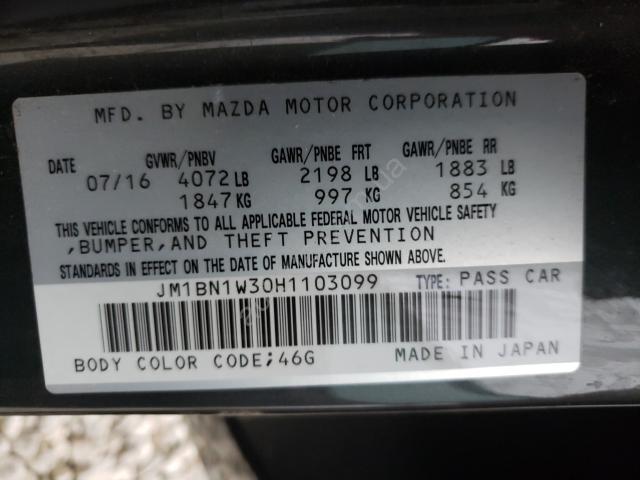 MFD. BY MAZDA MOTOR CORPORATION
DATE GVWR/PNBV GAWR/PNBE FRT GAWR/PNBE RR
07/16 4072 LB 2198 LB 1883 LB
1847 KG 997 KG 854 KG
THIS VEHICLE CONFORMS TO ALL APPLICABLE FEDERAL MOTOR VEHICLE SAFETY
,BUMPER,AND THEFT PREVENTION
STANDARDS IN EFFECT ON THE DATE OF MANUFACTURE SHOWN ABOVE.
JM1BN1W30H1103099 TYPE: PASS CAR
BODY COLOR CODE;46G MADE IN JAPAN